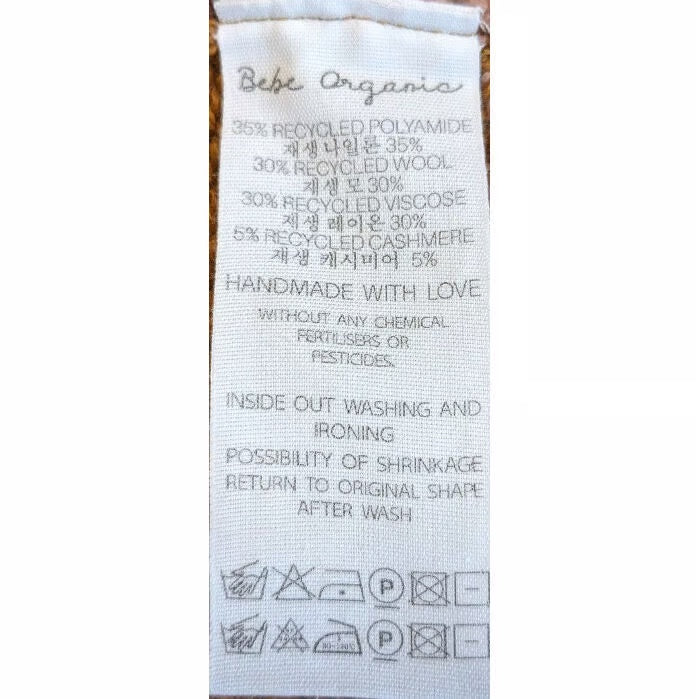 Bebe Organic
35% RECYCLED POLYAMIDE
재생나일론 35%
30% RECYCLED WOOL
재생모 30%
30% RECYCLED VISCOSE
재생 레이온 30%
5% RECYCLED CASHMERE
재생 캐시미어 5%
HANDMADE WITH LOVE
WITHOUT ANY CHEMICAL
FERTILISERS OR
PESTICIDES.
INSIDE OUT WASHING AND
IRONING
POSSIBILITY OF SHRINKAGE
RETURN TO ORIGINAL SHAPE
AFTER WASH
P
P